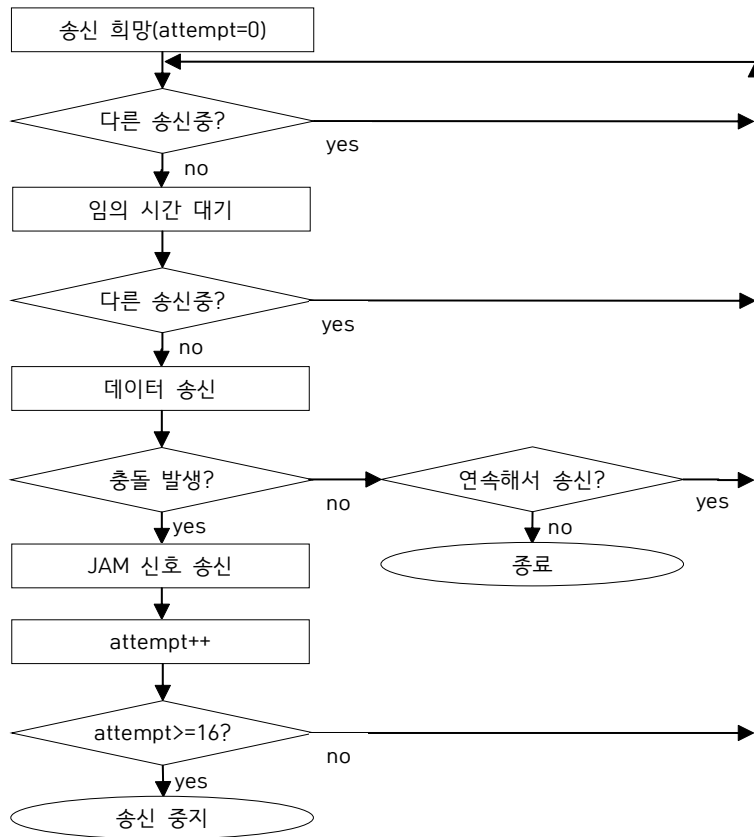 송신 희망(attempt=0)
다른 송신중?
yes
no
임의 시간 대기
다른 송신중?
yes
no
데이터 송신
충돌 발생?
no
연속해서 송신?
yes
yes
no
JAM 신호 송신
종료
attempt++
attempt>=16?
no
yes
송신 중지